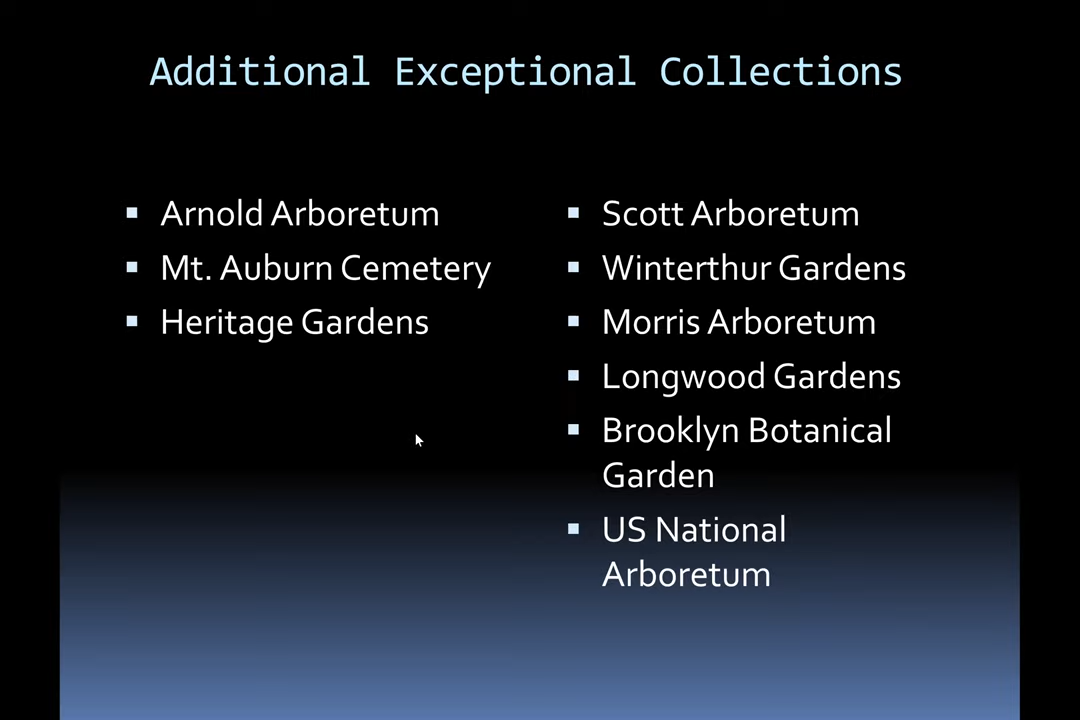 Additional Exceptional Collections
Arnold Arboretum
Mt. Auburn Cemetery
Heritage Gardens
Scott Arboretum
Winterthur Gardens
Morris Arboretum
Longwood Gardens
Brooklyn Botanical
Garden
US National
Arboretum